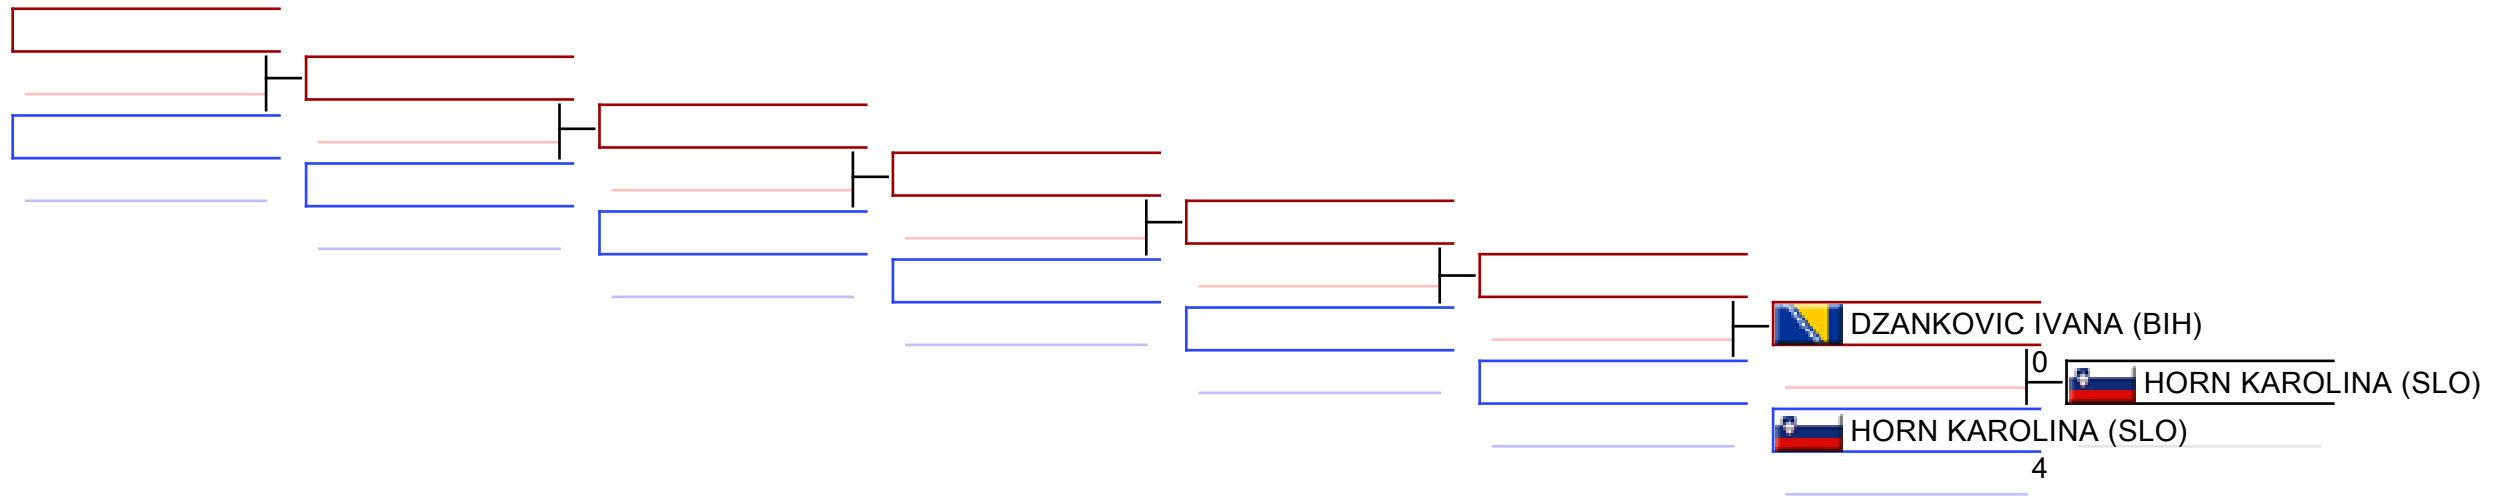 DZANKOVIC IVANA (BIH)
0
HORN KAROLINA (SLO)
HORN KAROLINA (SLO)
4